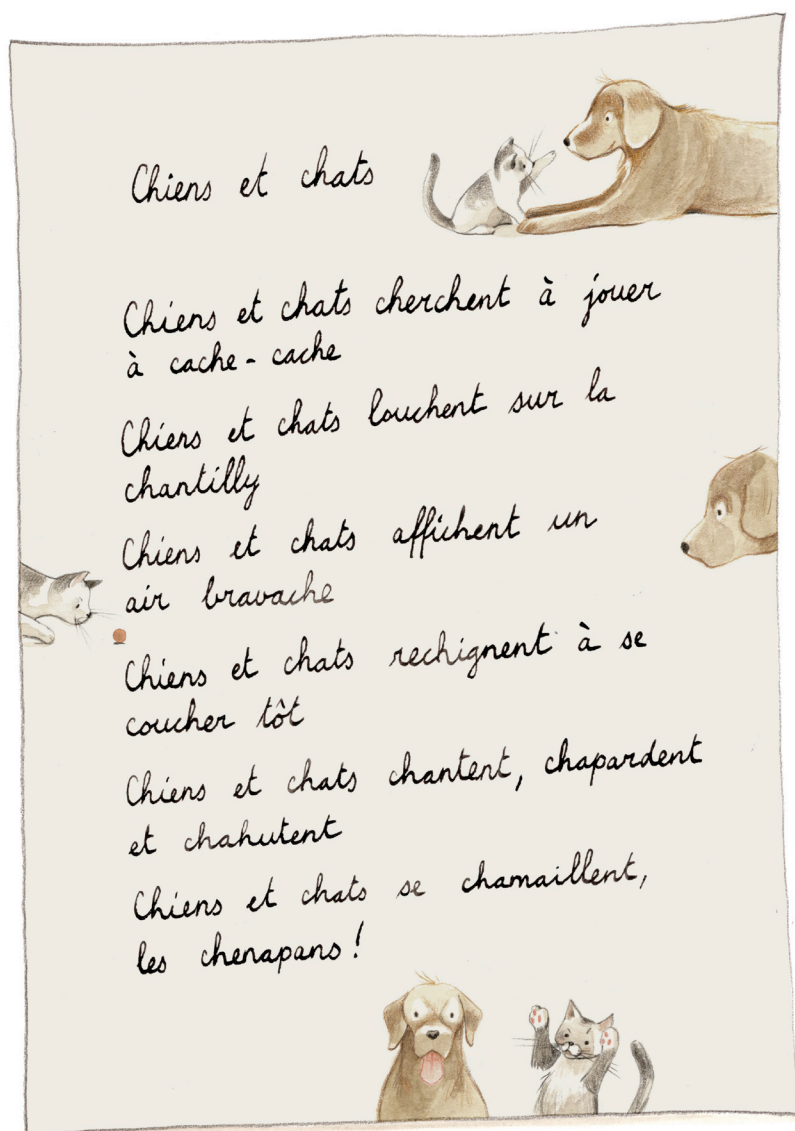 Chiens et chats
Chiens et chats cherchent à jouer
à cache-cache
Chiens et chats louchent sur la
chantilly
Chiens et chats affichent un
air bravache
Chiens et chats rechignent à se
coucher tôt
Chiens et chats chantent, chapardent
et chahutent
Chiens et chats se chamaillent,
les chenapans !